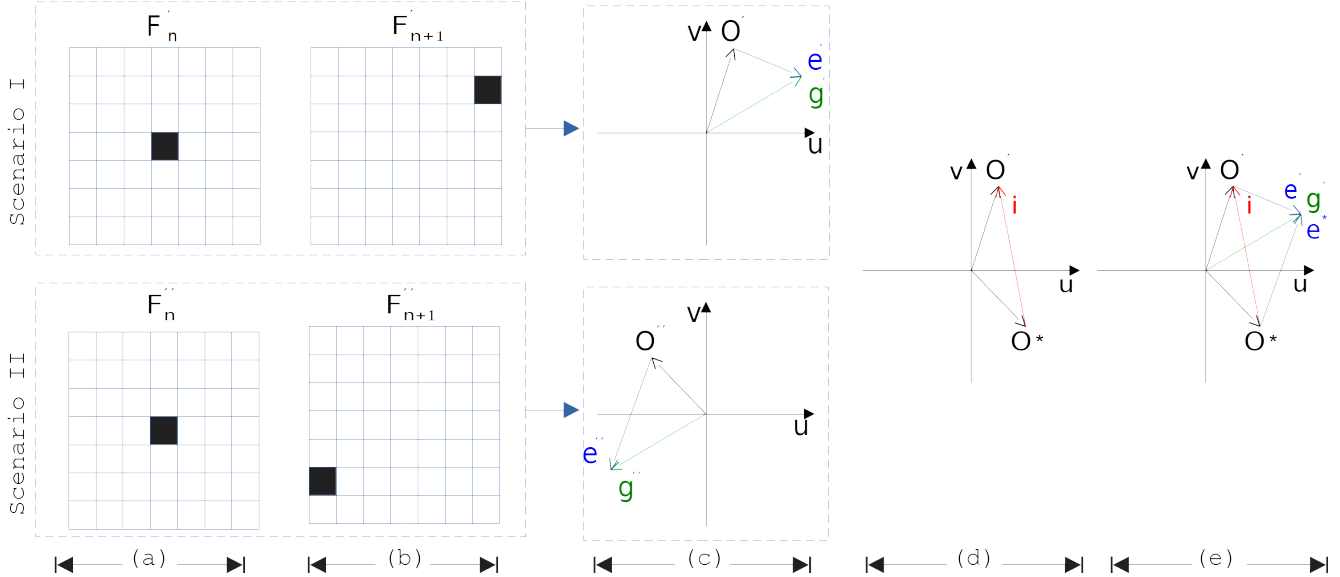 Scenario I
F'n
F'n+1
v
O'
e'
g'
u
Scenario II
F''n
F''n+1
v
O''
u
e''
g''
v
O'
i
u
O*
v
O'
i
e'
g'
e*
u
O*
(a)
(b)
(c)
(d)
(e)